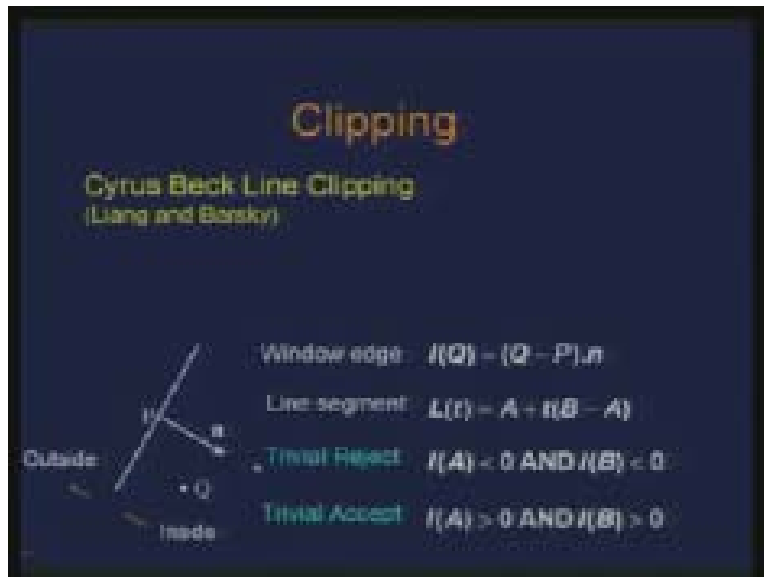 Clipping
Cyrus Beck Line Clipping
(Liang and Barsky)
Window edge l(Q) = (Q - P).n
Line segment L(t) = A + t(B - A)
Trivial Reject l(A) < 0 AND l(B) < 0
Trivial Accept l(A) > 0 AND l(B) > 0
P
n
Outside
Q
Inside